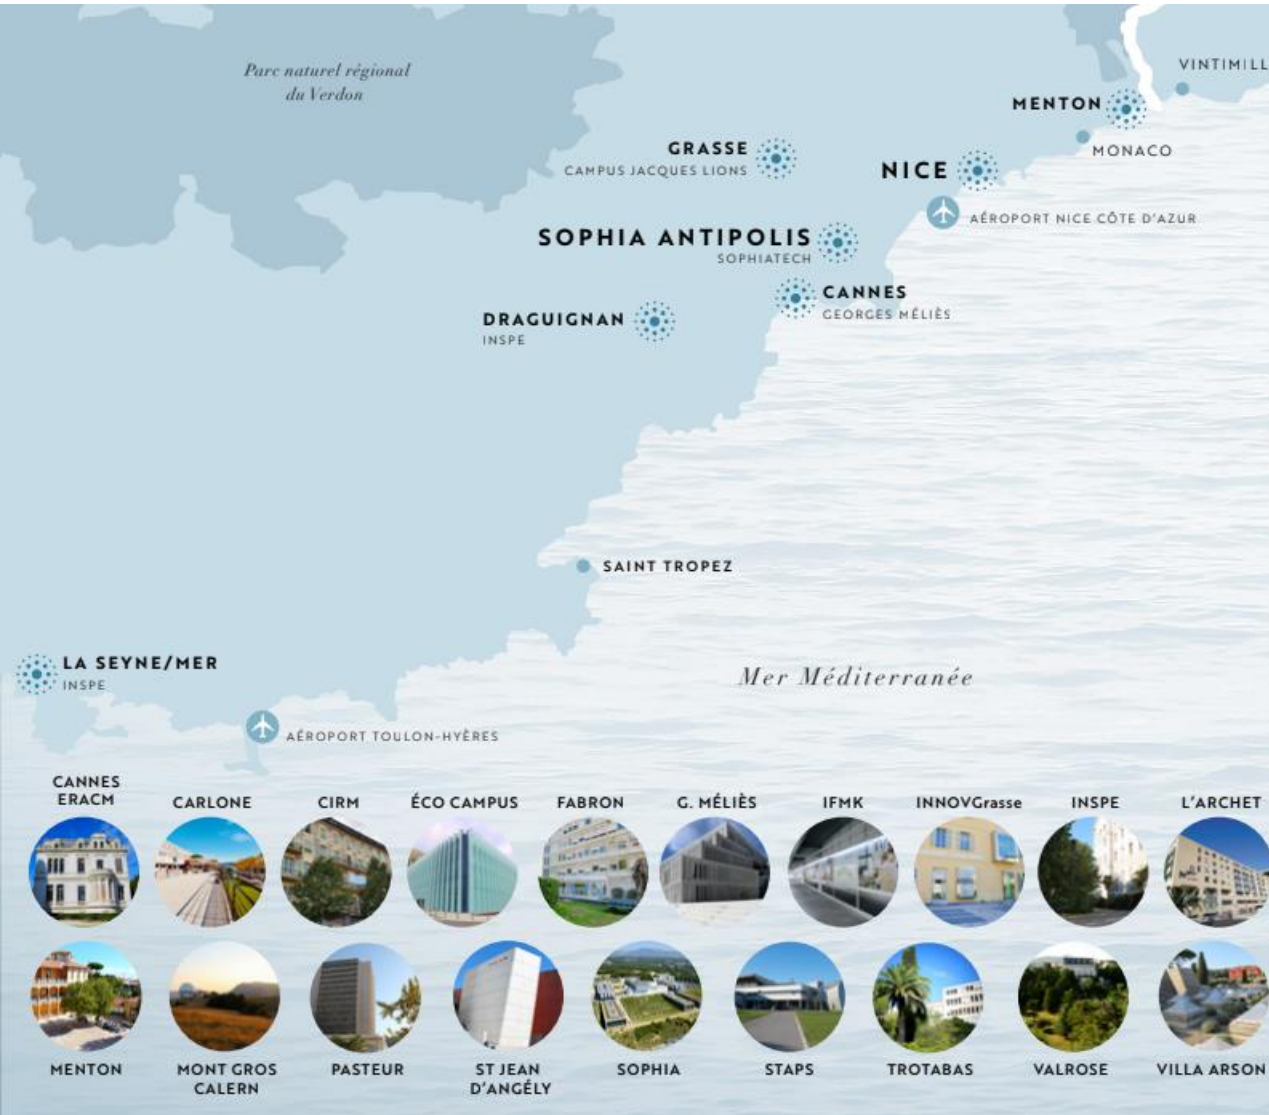 Parc naturel régional
du Verdon
VINTIMILL
MENTON
MONACO
GRASSE
CAMPUS JACQUES LIONS
NICE
AÉROPORT NICE CÔTE D'AZUR
SOPHIA ANTIPOLIS
SOPHIATECH
CANNES
GEORGES MÉLIÈS
DRAGUIGNAN
INSPE
SAINT TROPEZ
LA SEYNE/MER
INSPE
Mer Méditerranée
AÉROPORT TOULON-HYÈRES
CANNES
ERACM
CARLONE
CIRM
ÉCO CAMPUS
FABRON
G. MÉLIÈS
IFMK
INNOVGrasse
INSPE
L'ARCHET
MENTON
MONT GROS
CALERN
PASTEUR
ST JEAN
D'ANGÉLY
SOPHIA
STAPS
TROTABAS
VALROSE
VILLA ARSON